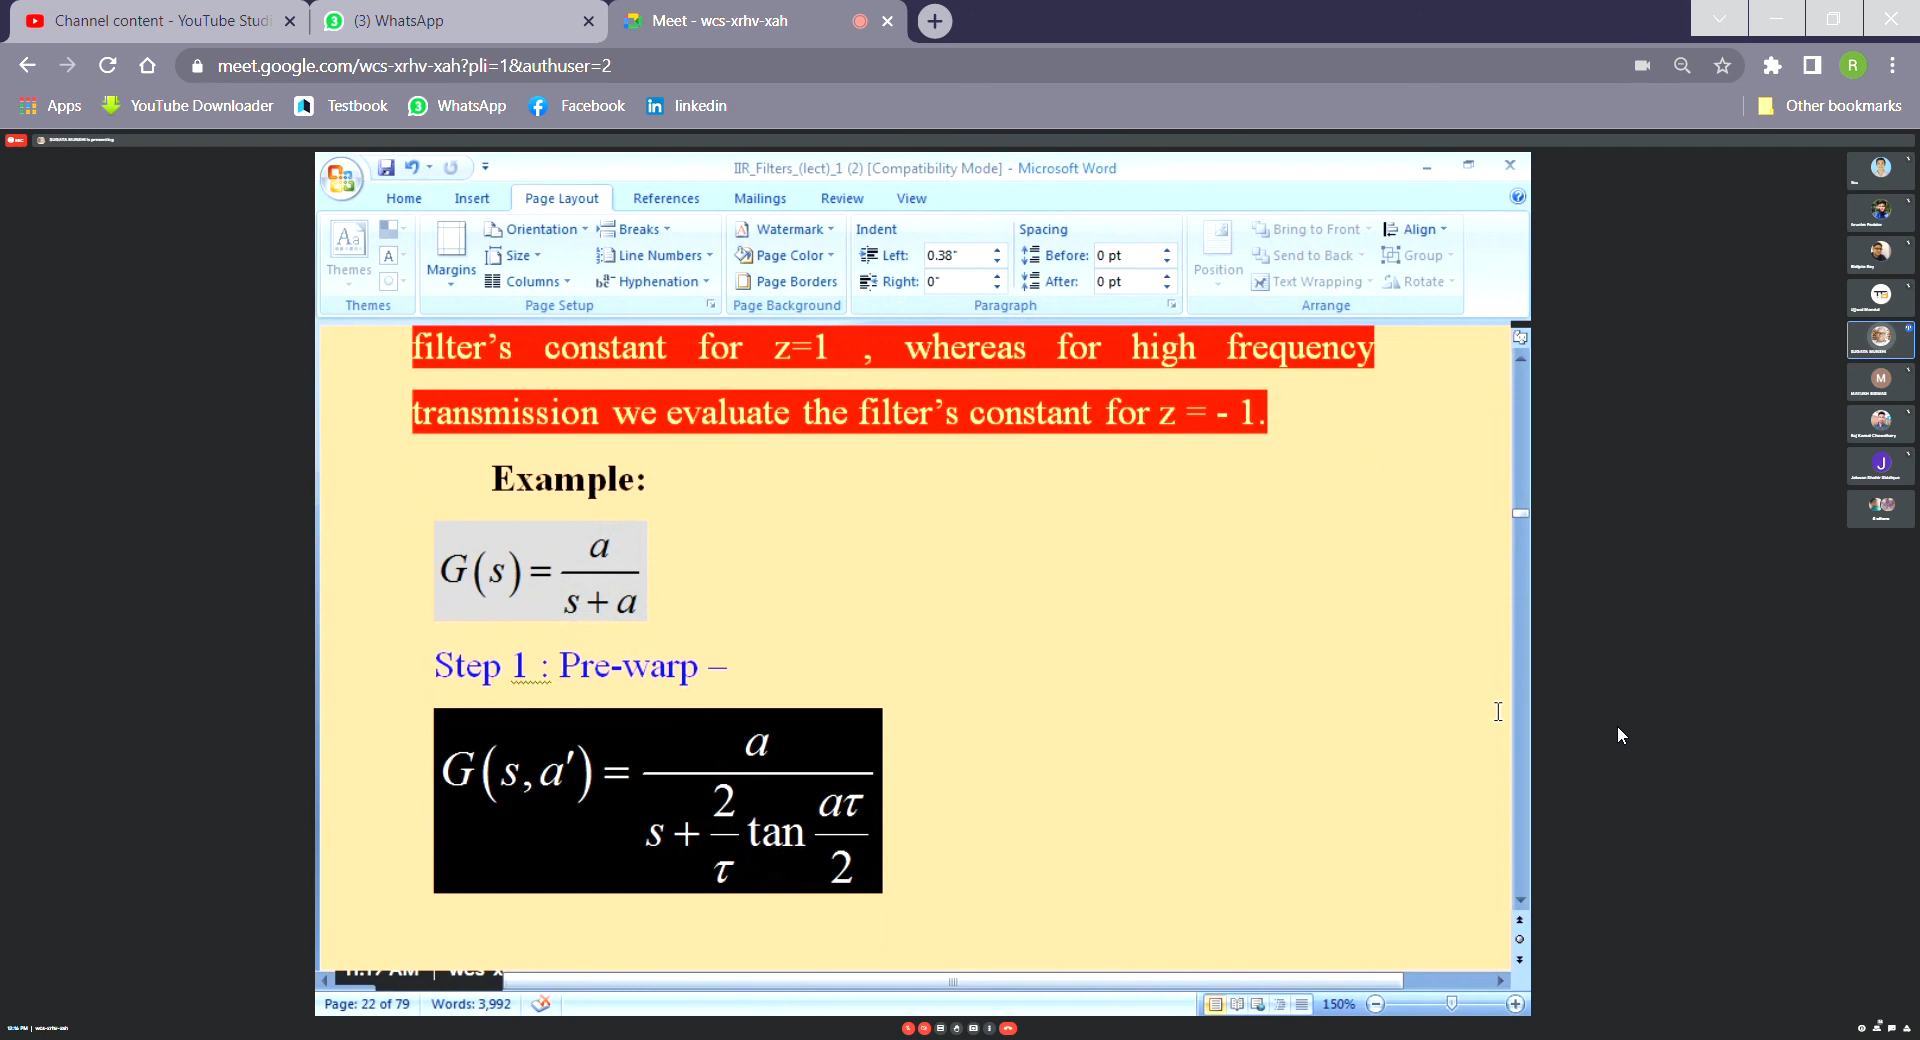 Channel content - YouTube Studi
(3) WhatsApp
Meet - wcs-xrhv-xah
meet.google.com/wcs-xrhv-xah?pli=1&authuser=2
R
Apps
YouTube Downloader
Testbook
WhatsApp
Facebook
linkedin
Other bookmarks
IIR_Filters_(lect)_1 (2) [Compatibility Mode] - Microsoft Word
Home Insert Page Layout References Mailings Review View
Themes
Margins
Orientation
Size
Columns
Breaks
Line Numbers
Hyphenation
Watermark
Page Color
Page Borders
Indent
Left: 0.38"
Right: 0"
Spacing
Before: 0 pt
After: 0 pt
Position
Bring to Front
Send to Back
Text Wrapping
Align
Group
Rotate
Themes
Page Setup
Page Background
Paragraph
Arrange
filter’s constant for z=1 , whereas for high frequency
transmission we evaluate the filter’s constant for z = - 1.
Example:
G(s) = a / (s + a)
Step 1 : Pre-warp –
G(s, a′) = a / (s + 2/τ tan aτ/2)
M
J
Page: 22 of 79
Words: 3,992
150%